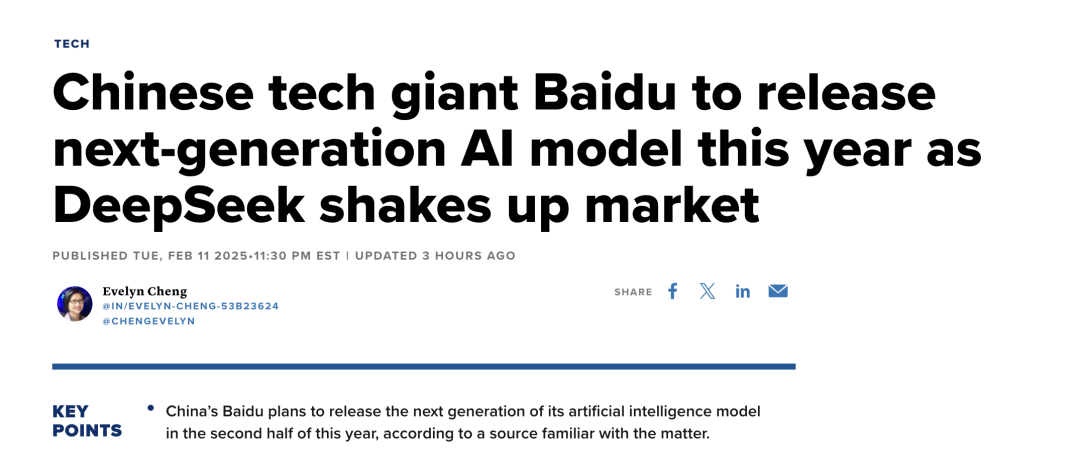 TECH
Chinese tech giant Baidu to release
next-generation AI model this year as
DeepSeek shakes up market
PUBLISHED TUE, FEB 11 2025•11:30 PM EST | UPDATED 3 HOURS AGO
Evelyn Cheng
@IN/EVELYN-CHENG-53B23624
@CHENGEVELYN
SHARE
KEY
POINTS
• China’s Baidu plans to release the next generation of its artificial intelligence model
in the second half of this year, according to a source familiar with the matter.